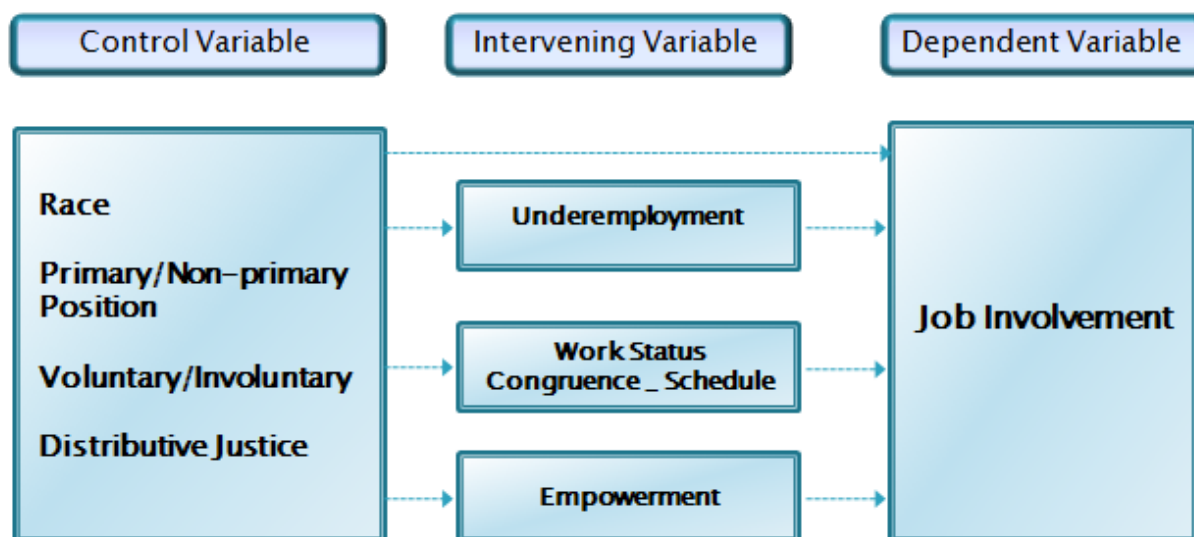 Control Variable
Intervening Variable
Dependent Variable
Race
Primary/Non-primary
Position
Voluntary/Involuntary
Distributive Justice
Underemployment
Work Status
Congruence _ Schedule
Empowerment
Job Involvement